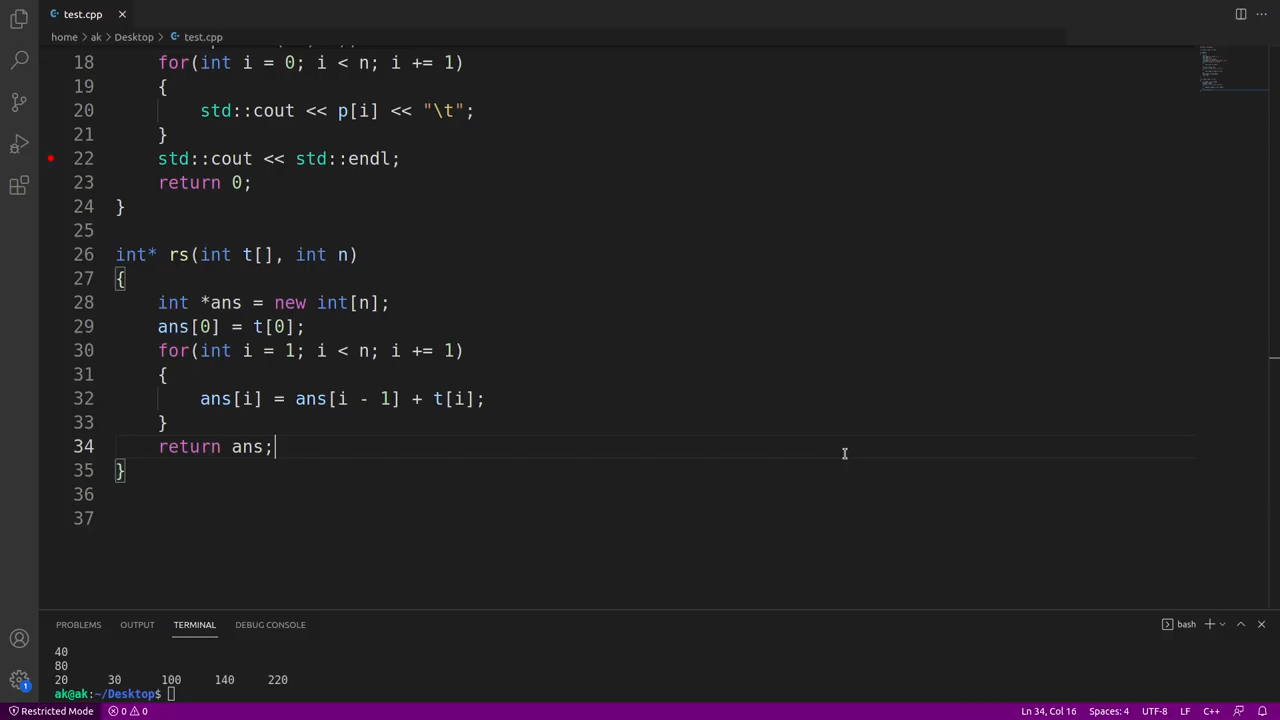 test.cpp
home > ak > Desktop > test.cpp
18 for(int i = 0; i < n; i += 1)
19 {
20 std::cout << p[i] << "\t";
21 }
22 std::cout << std::endl;
23 return 0;
24 }
25
26 int* rs(int t[], int n)
27 {
28 int *ans = new int[n];
29 ans[0] = t[0];
30 for(int i = 1; i < n; i += 1)
31 {
32 ans[i] = ans[i - 1] + t[i];
33 }
34 return ans;
35 }
36
37
PROBLEMS OUTPUT TERMINAL DEBUG CONSOLE bash
40
80
20 30 100 140 220
ak@ak:~/Desktop$
1
Restricted Mode 0 0 Ln 34, Col 16 Spaces: 4 UTF-8 LF C++